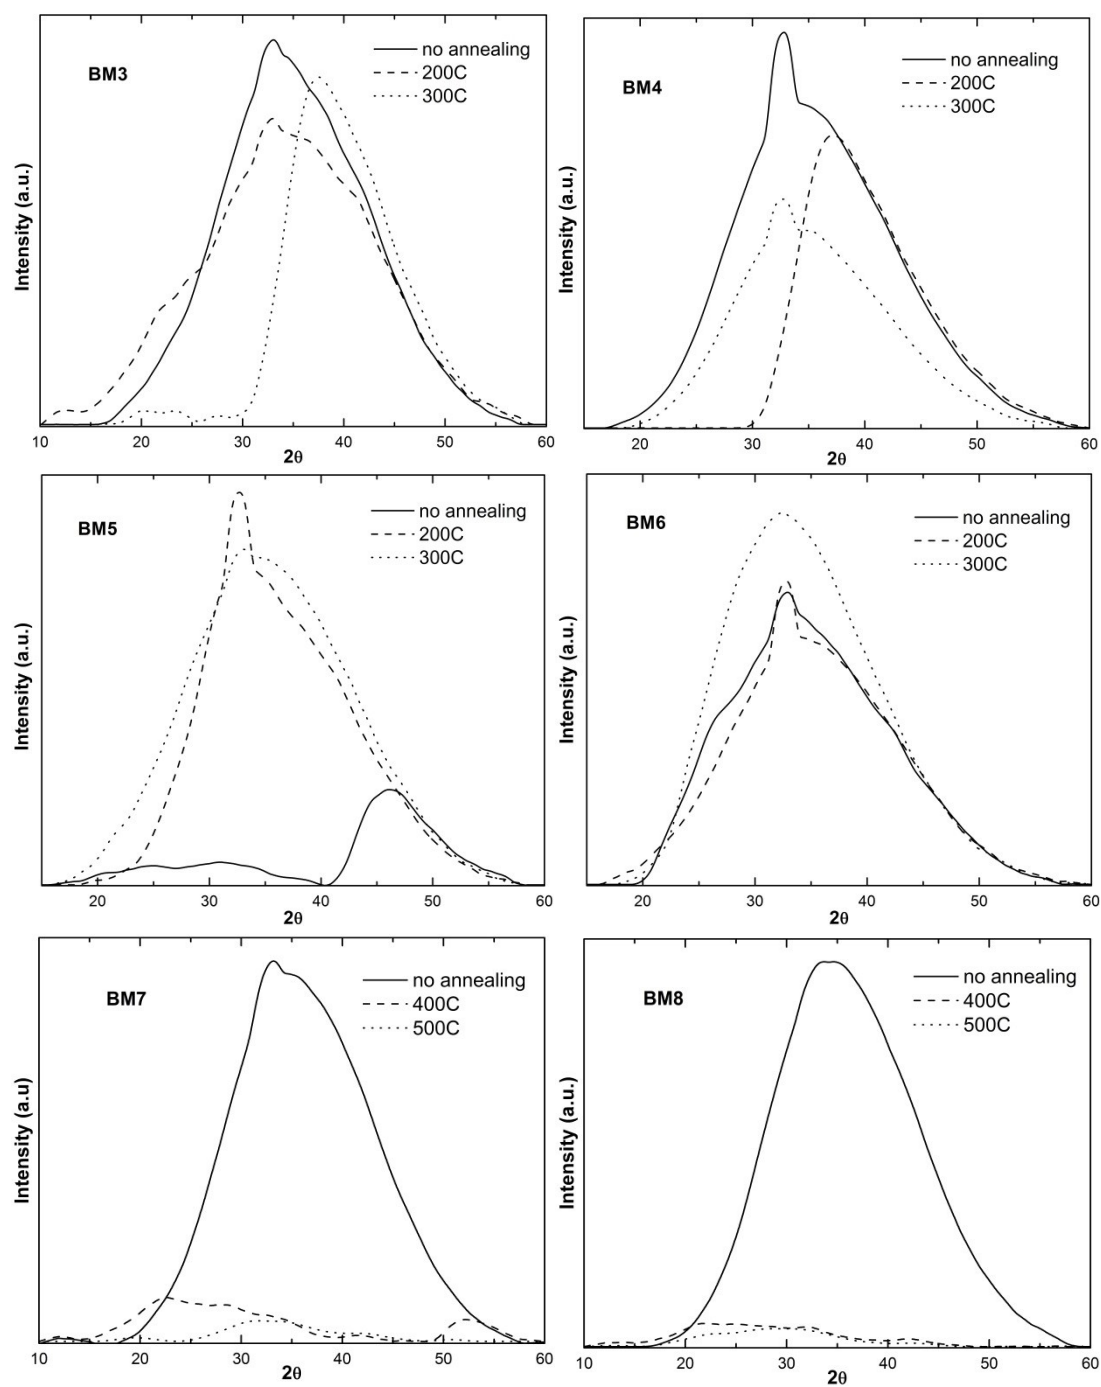 BM3
no annealing
200C
300C
Intensity (a.u.)
10 20 30 40 50 60
2θ
BM4
no annealing
200C
300C
Intensity (a.u.)
20 30 40 50 60
2θ
BM5
no annealing
200C
300C
Intensity (a.u.)
20 30 40 50 60
2θ
BM6
no annealing
200C
300C
Intensity (a.u.)
20 30 40 50 60
2θ
BM7
no annealing
400C
500C
Intensity (a.u)
10 20 30 40 50 60
2θ
BM8
no annealing
400C
500C
Intensity (a.u.)
10 20 30 40 50 60
2θ